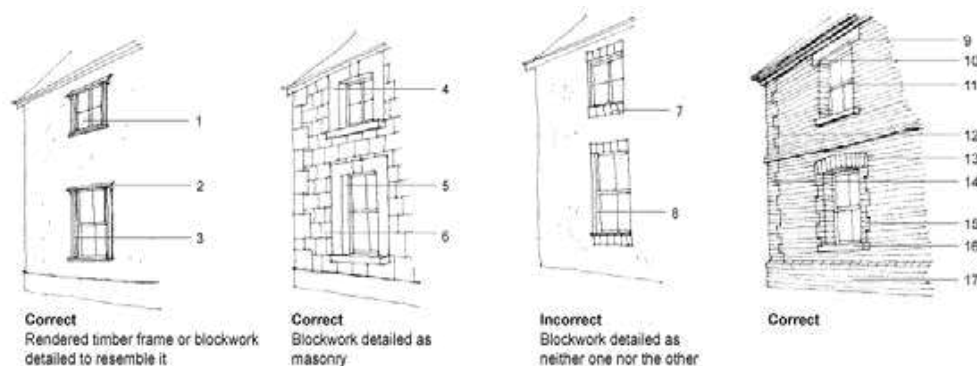 1
2
3
4
5
6
7
8
9
10
11
12
13
14
15
16
17
Correct
Rendered timber frame or blockwork
detailed to resemble it
Correct
Blockwork detailed as
masonry
Incorrect
Blockwork detailed as
neither one nor the other
Correct